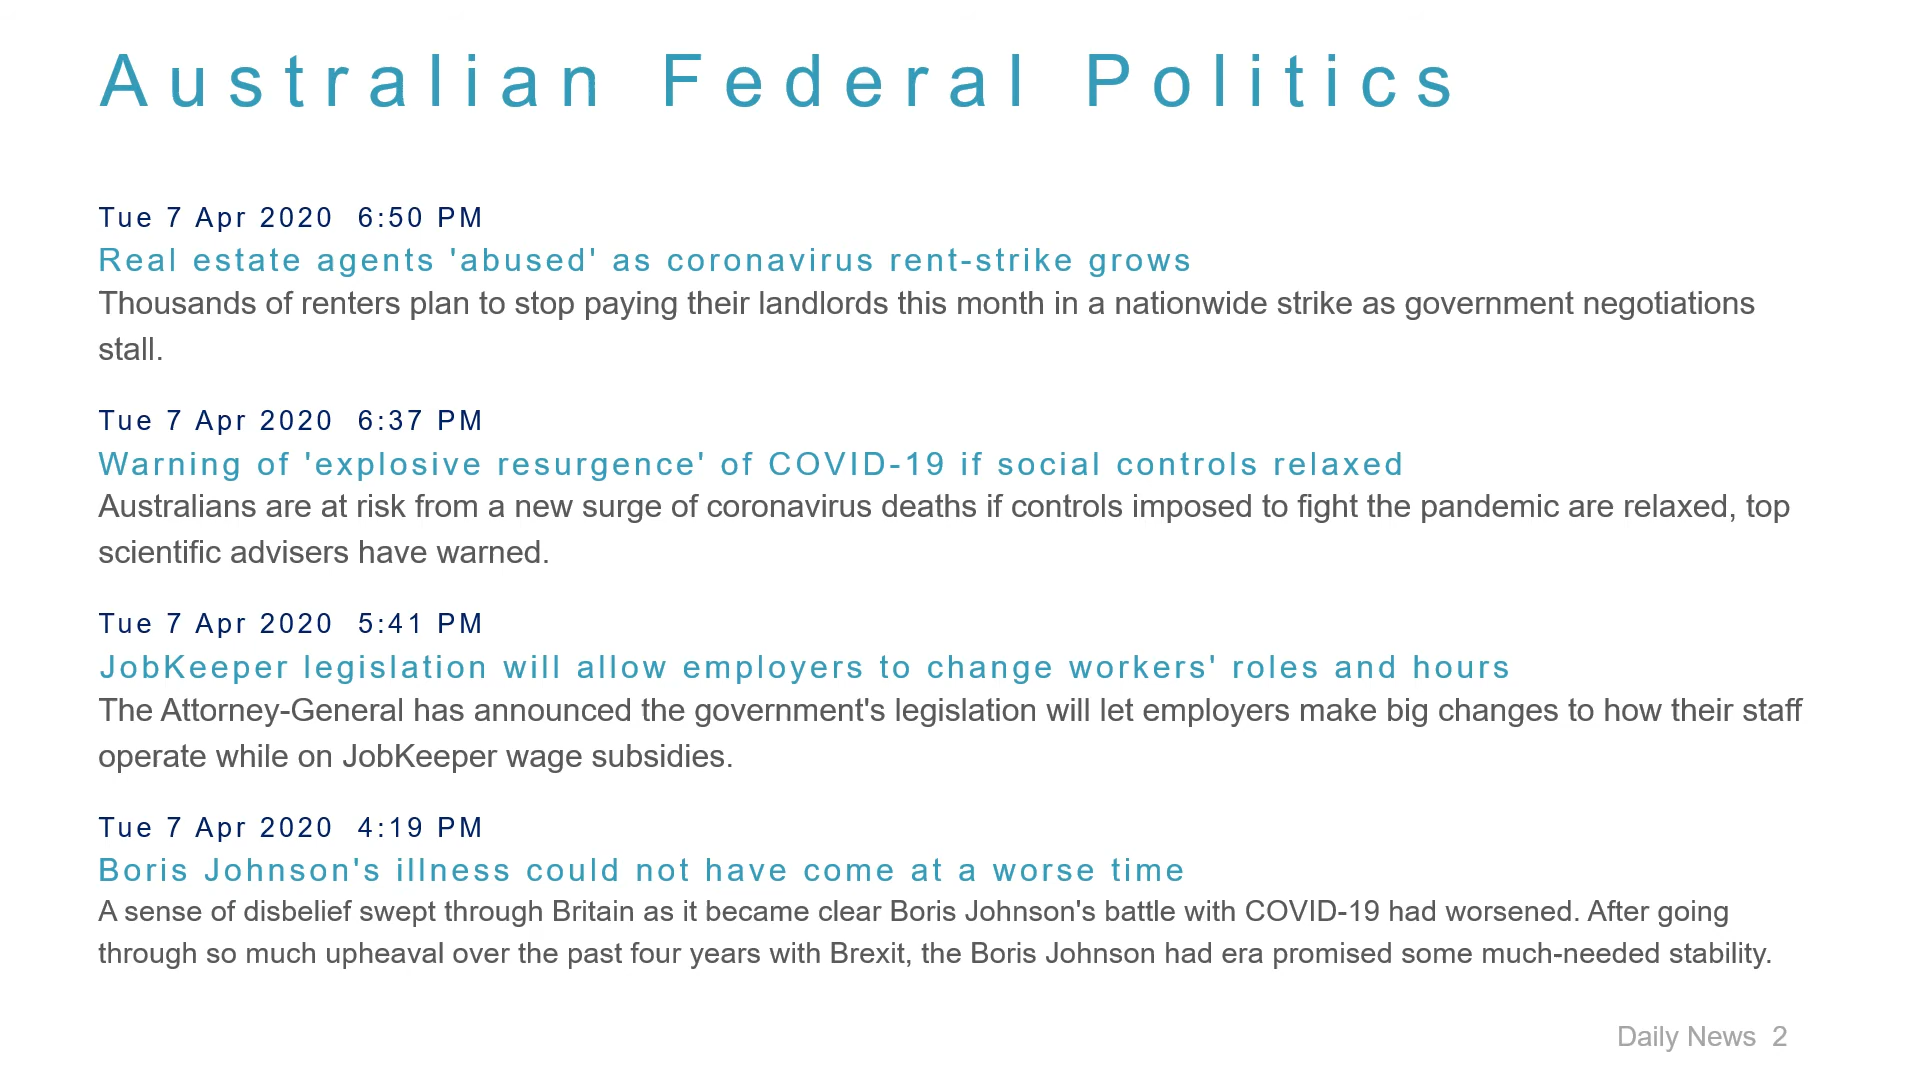 Australian Federal Politics
Tue 7 Apr 2020 6:50 PM
Real estate agents 'abused' as coronavirus rent-strike grows
Thousands of renters plan to stop paying their landlords this month in a nationwide strike as government negotiations
stall.
Tue 7 Apr 2020 6:37 PM
Warning of 'explosive resurgence' of COVID-19 if social controls relaxed
Australians are at risk from a new surge of coronavirus deaths if controls imposed to fight the pandemic are relaxed, top
scientific advisers have warned.
Tue 7 Apr 2020 5:41 PM
JobKeeper legislation will allow employers to change workers' roles and hours
The Attorney-General has announced the government's legislation will let employers make big changes to how their staff
operate while on JobKeeper wage subsidies.
Tue 7 Apr 2020 4:19 PM
Boris Johnson's illness could not have come at a worse time
A sense of disbelief swept through Britain as it became clear Boris Johnson's battle with COVID-19 had worsened. After going
through so much upheaval over the past four years with Brexit, the Boris Johnson had era promised some much-needed stability.
Daily News 2